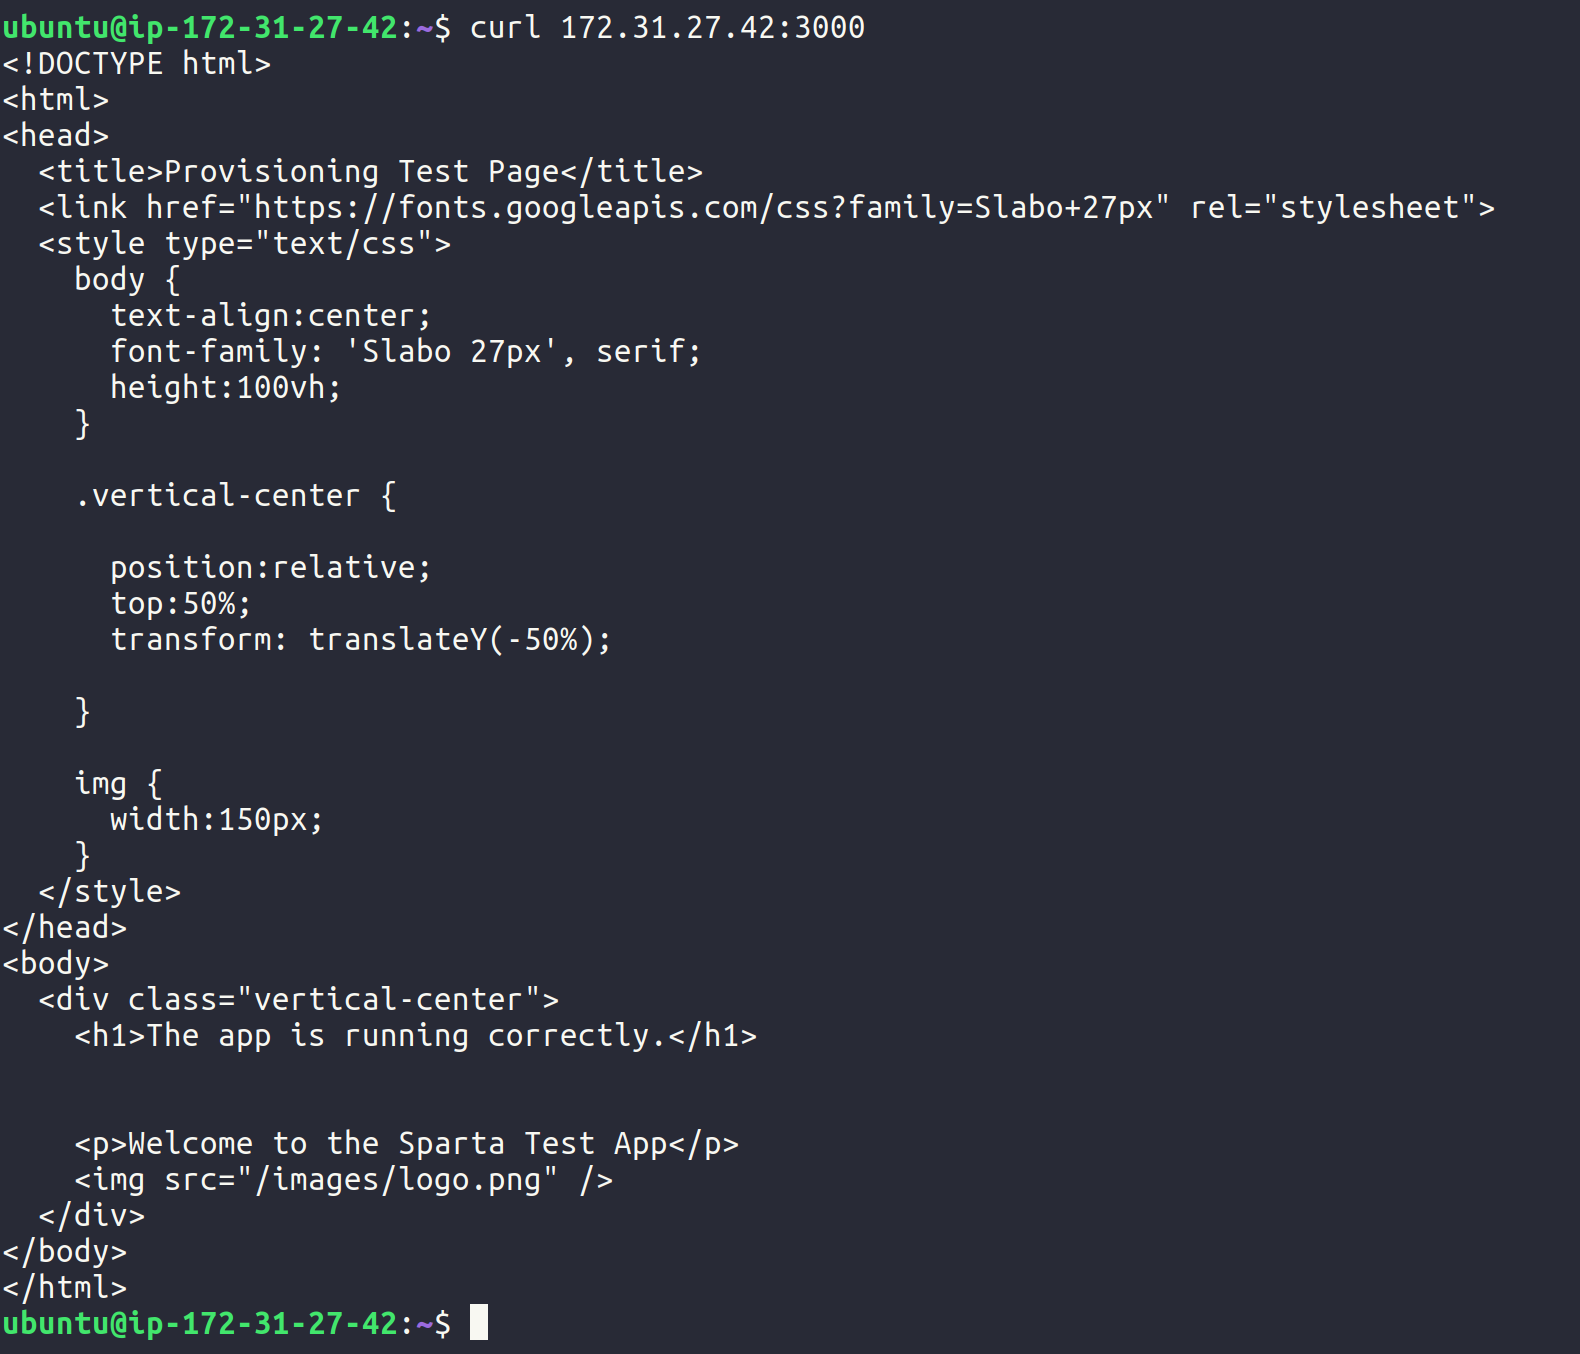 ubuntu@ip-172-31-27-42:~$ curl 172.31.27.42:3000
<!DOCTYPE html>
<html>
<head>
  <title>Provisioning Test Page</title>
  <link href="https://fonts.googleapis.com/css?family=Slabo+27px" rel="stylesheet">
  <style type="text/css">
    body {
      text-align:center;
      font-family: 'Slabo 27px', serif;
      height:100vh;
    }

    .vertical-center {

      position:relative;
      top:50%;
      transform: translateY(-50%);

    }

    img {
      width:150px;
    }
  </style>
</head>
<body>
  <div class="vertical-center">
    <h1>The app is running correctly.</h1>


    <p>Welcome to the Sparta Test App</p>
    <img src="/images/logo.png" />
  </div>
</body>
</html>
ubuntu@ip-172-31-27-42:~$